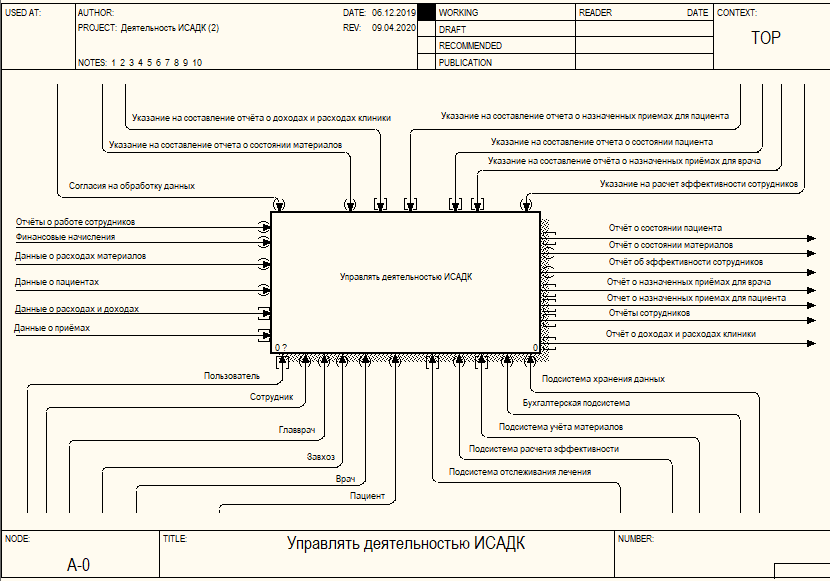 USED AT:
AUTHOR:
DATE: 06.12.2019
WORKING
READER
DATE
CONTEXT:
PROJECT: Деятельность ИСАДК (2)
REV: 09.04.2020
DRAFT
TOP
RECOMMENDED
NOTES: 1 2 3 4 5 6 7 8 9 10
PUBLICATION
Указание на составление отчёта о доходах и расходах клиники
Указание на составление отчета о назначенных приемах для пациента
Указание на составление отчета о состоянии материалов
Указание на составление отчета о состоянии пациента
Указание на составление отчёта о назначенных приёмах для врача
Согласия на обработку данных
Указание на расчет эффективности сотрудников
Отчёты о работе сотрудников
Финансовые начисления
Данные о расходах материалов
Данные о пациентах
Данные о расходах и доходах
Данные о приёмах
Управлять деятельностью ИСАДК
0 ?
0
Отчёт о состоянии пациента
Отчёт о состоянии материалов
Отчёт об эффективности сотрудников
Отчёт о назначенных приёмах для врача
Отчет о назначенных приемах для пациента
Отчёты сотрудников
Отчёт о доходах и расходах клиники
Пользователь
Сотрудник
Главврач
Завхоз
Врач
Пациент
Подсистема хранения данных
Бухгалтерская подсистема
Подсистема учёта материалов
Подсистема расчета эффективности
Подсистема отслеживания лечения
NODE:
TITLE:
NUMBER:
A-0
Управлять деятельностью ИСАДК